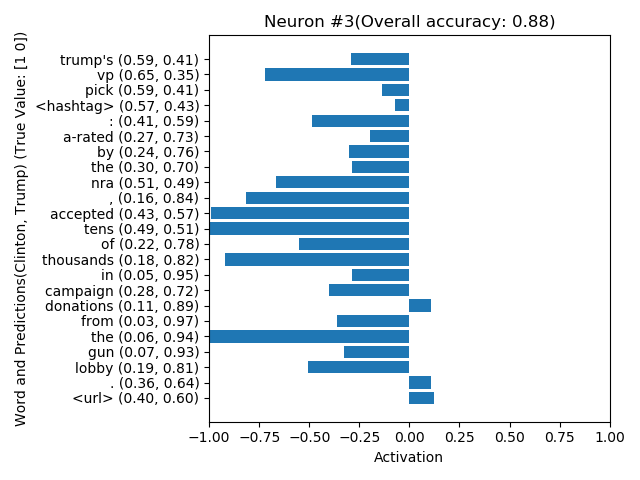 Neuron #3(Overall accuracy: 0.88)
Word and Predictions(Clinton, Trump) (True Value: [1 0])
trump's (0.59, 0.41)
vp (0.65, 0.35)
pick (0.59, 0.41)
<hashtag> (0.57, 0.43)
: (0.41, 0.59)
a-rated (0.27, 0.73)
by (0.24, 0.76)
the (0.30, 0.70)
nra (0.51, 0.49)
, (0.16, 0.84)
accepted (0.43, 0.57)
tens (0.49, 0.51)
of (0.22, 0.78)
thousands (0.18, 0.82)
in (0.05, 0.95)
campaign (0.28, 0.72)
donations (0.11, 0.89)
from (0.03, 0.97)
the (0.06, 0.94)
gun (0.07, 0.93)
lobby (0.19, 0.81)
. (0.36, 0.64)
<url> (0.40, 0.60)
−1.00 −0.75 −0.50 −0.25 0.00 0.25 0.50 0.75 1.00
Activation